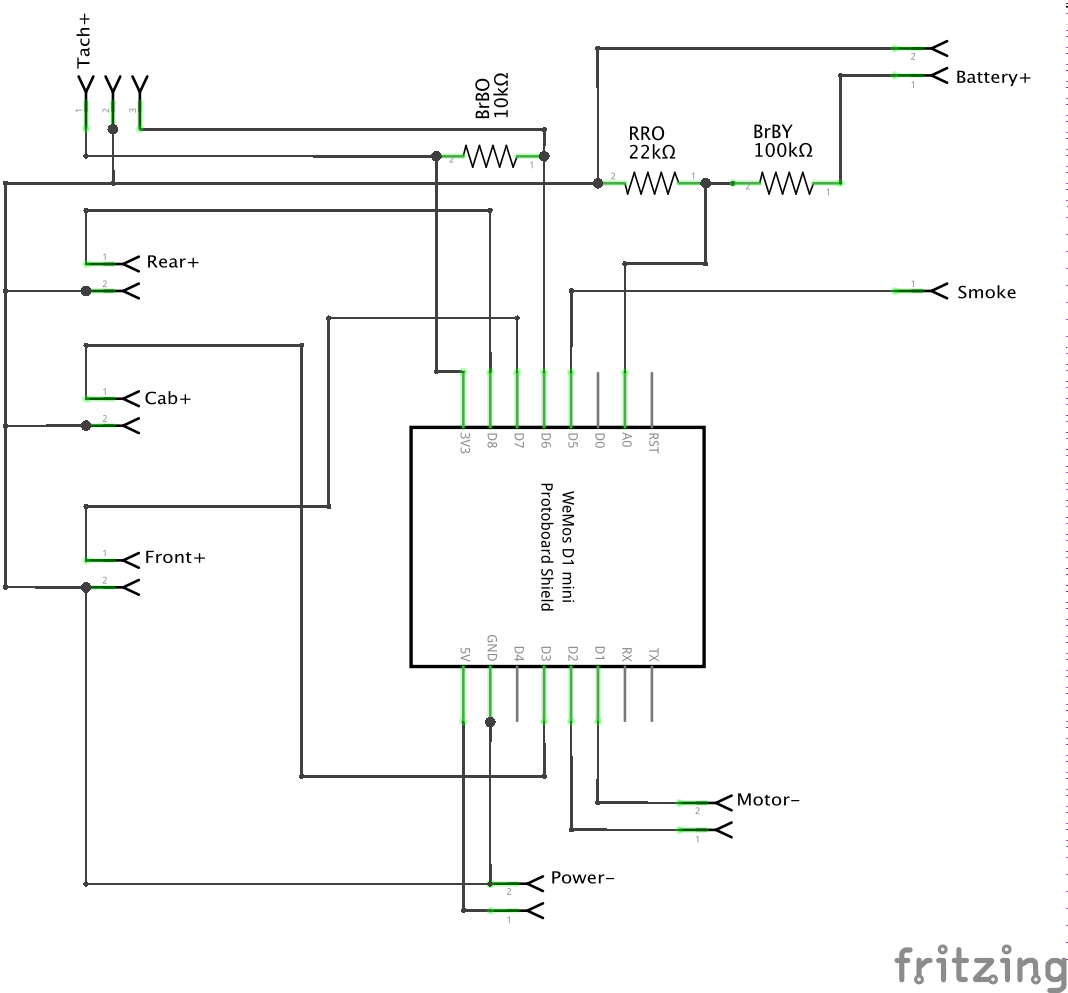 Tach+
1
2
3
BrBO
10kΩ
2
1
2
Battery+
1
RRO
22kΩ
2
1
BrBY
100kΩ
2
1
Rear+
1
2
Smoke
1
Cab+
1
2
Front+
1
2
3V3
D8
D7
D6
D5
D0
A0
RST
WeMos D1 mini
Protoboard Shield
5V
GND
D4
D3
D2
D1
RX
TX
Motor-
2
1
Power-
2
1
fritzing